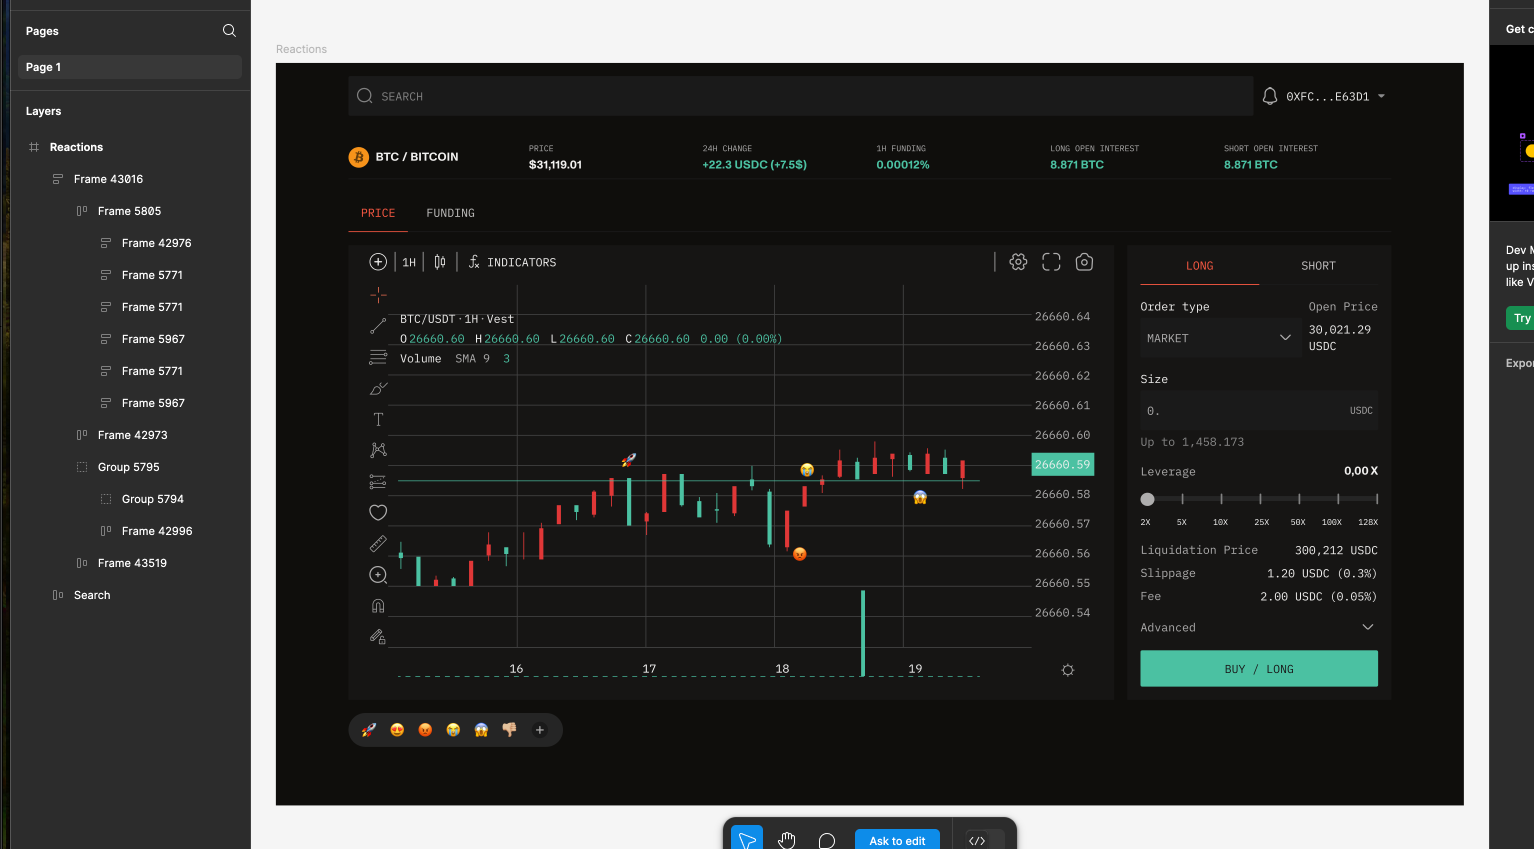 Pages
Page 1
Layers
Reactions
Frame 43016
Frame 5805
Frame 42976
Frame 5771
Frame 5771
Frame 5967
Frame 5771
Frame 5967
Frame 42973
Group 5795
Group 5794
Frame 42996
Frame 43519
Search
Reactions
SEARCH
0XFC...E63D1
BTC / BITCOIN
PRICE
$31,119.01
24H CHANGE
+22.3 USDC (+7.5$)
1H FUNDING
0.00012%
LONG OPEN INTEREST
8.871 BTC
SHORT OPEN INTEREST
8.871 BTC
PRICE
FUNDING
1H
INDICATORS
BTC/USDT·1H·Vest
O26660.60 H26660.60 L26660.60 C26660.60 0.00 (0.00%)
Volume SMA 9 3
26660.64
26660.63
26660.62
26660.61
26660.60
26660.59
26660.58
26660.57
26660.56
26660.55
26660.54
16 17 18 19
LONG
SHORT
Order type
Open Price
MARKET
30,021.29
USDC
Size
0.
USDC
Up to 1,458.173
Leverage
0,00 X
2X 5X 10X 25X 50X 100X 128X
Liquidation Price 300,212 USDC
Slippage 1.20 USDC (0.3%)
Fee 2.00 USDC (0.05%)
Advanced
BUY / LONG
Ask to edit
Get c
Dev M
up ins
like V
Try
Expor